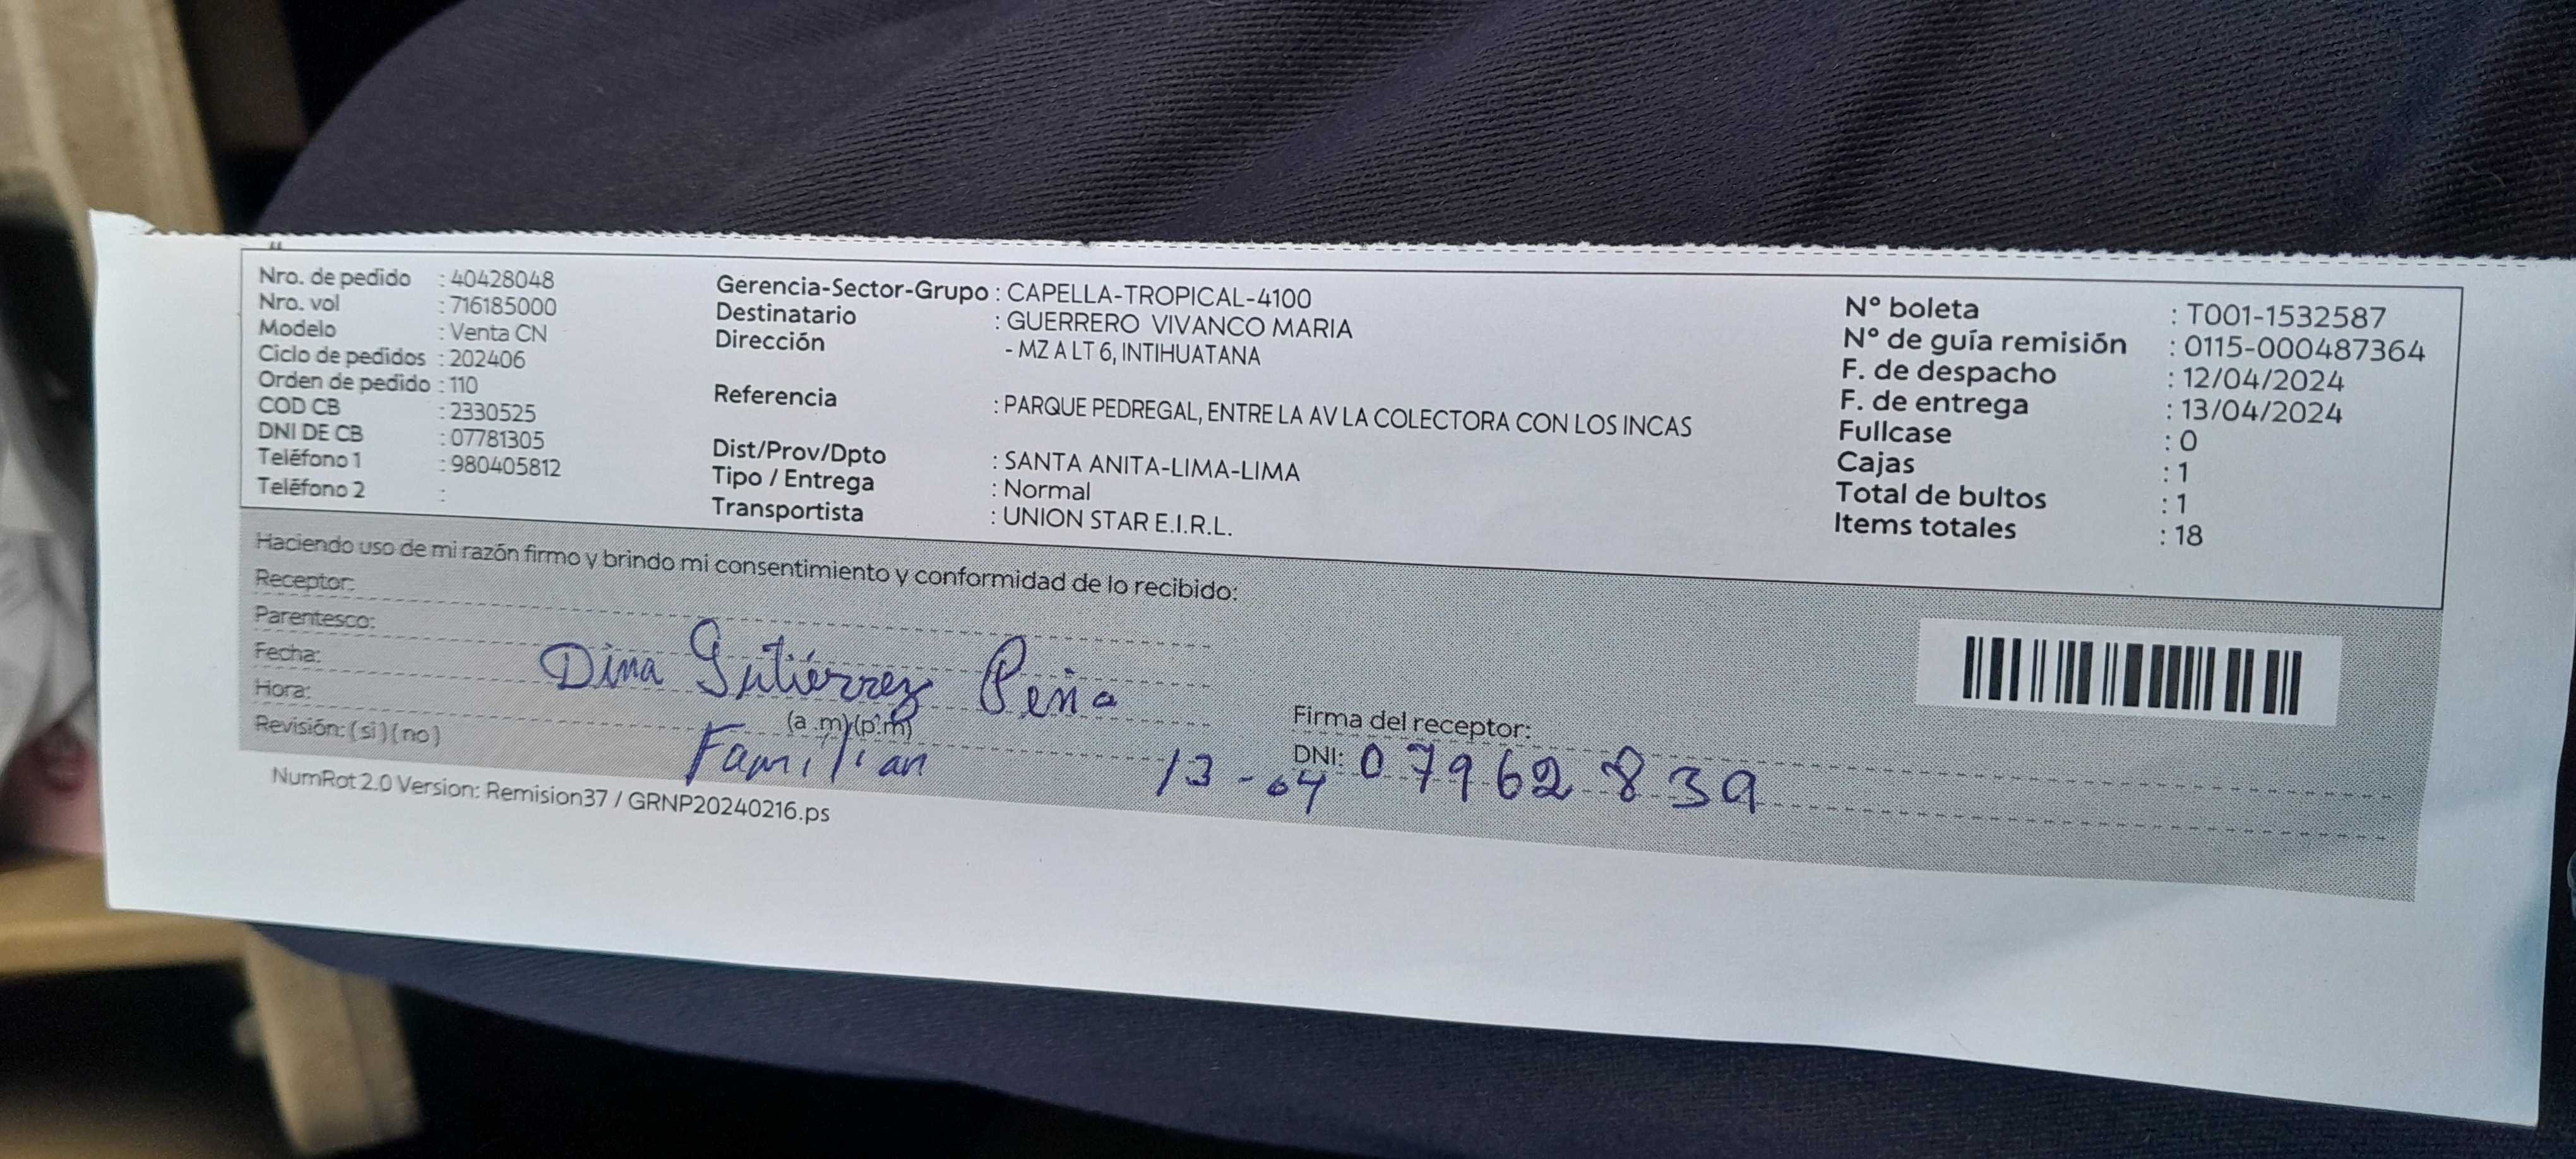 Nro. de pedido : 40428048
Nro. vol : 716185000
Modelo : Venta CN
Ciclo de pedidos : 202406
Orden de pedido : 110
COD CB : 2330525
DNI DE CB : 07781305
Teléfono 1 : 980405812
Teléfono 2 :
Gerencia-Sector-Grupo : CAPELLA-TROPICAL-4100
Destinatario : GUERRERO VIVANCO MARIA
Dirección - MZ A LT 6, INTIHUATANA
Referencia : PARQUE PEDREGAL, ENTRE LA AV LA COLECTORA CON LOS INCAS
Dist/Prov/Dpto : SANTA ANITA-LIMA-LIMA
Tipo / Entrega : Normal
Transportista : UNION STAR E.I.R.L.
N° boleta : T001-1532587
N° de guía remisión : 0115-000487364
F. de despacho : 12/04/2024
F. de entrega : 13/04/2024
Fullcase : 0
Cajas : 1
Total de bultos : 1
Items totales : 18
Haciendo uso de mi razón firmo y brindo mi consentimiento y conformidad de lo recibido:
Receptor:
Parentesco:
Fecha:
Dina Gutiérrez Peña
Hora: (a .m) (p.m)
Revisión: ( si ) ( no )
Familiar
13-04
Firma del receptor:
DNI: 07962839
NumRot 2.0 Version: Remision37 / GRNP20240216.ps